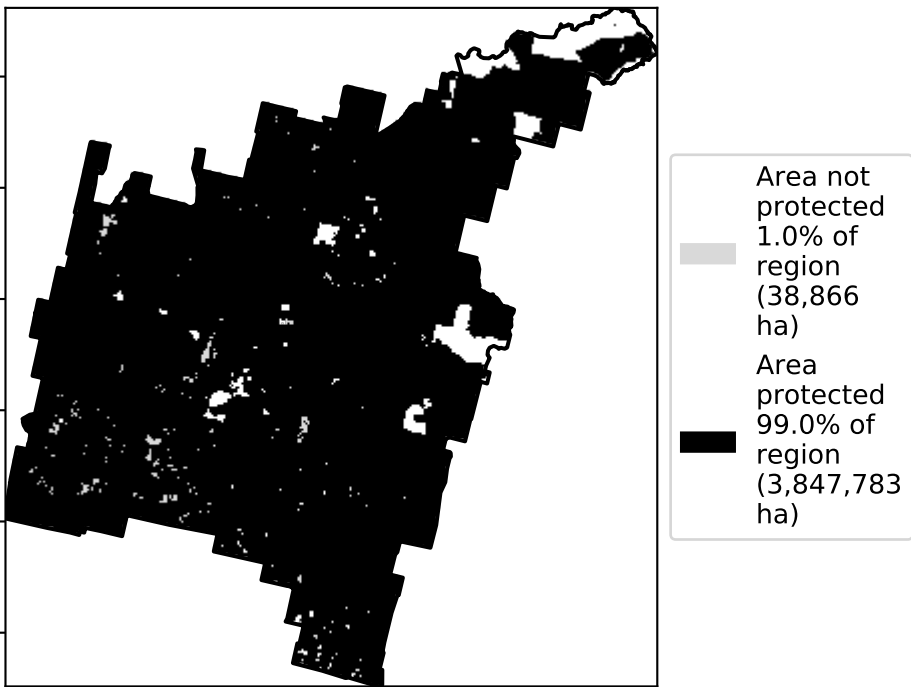 Area not
protected
1.0% of
region
(38,866
ha)
Area
protected
99.0% of
region
(3,847,783
ha)